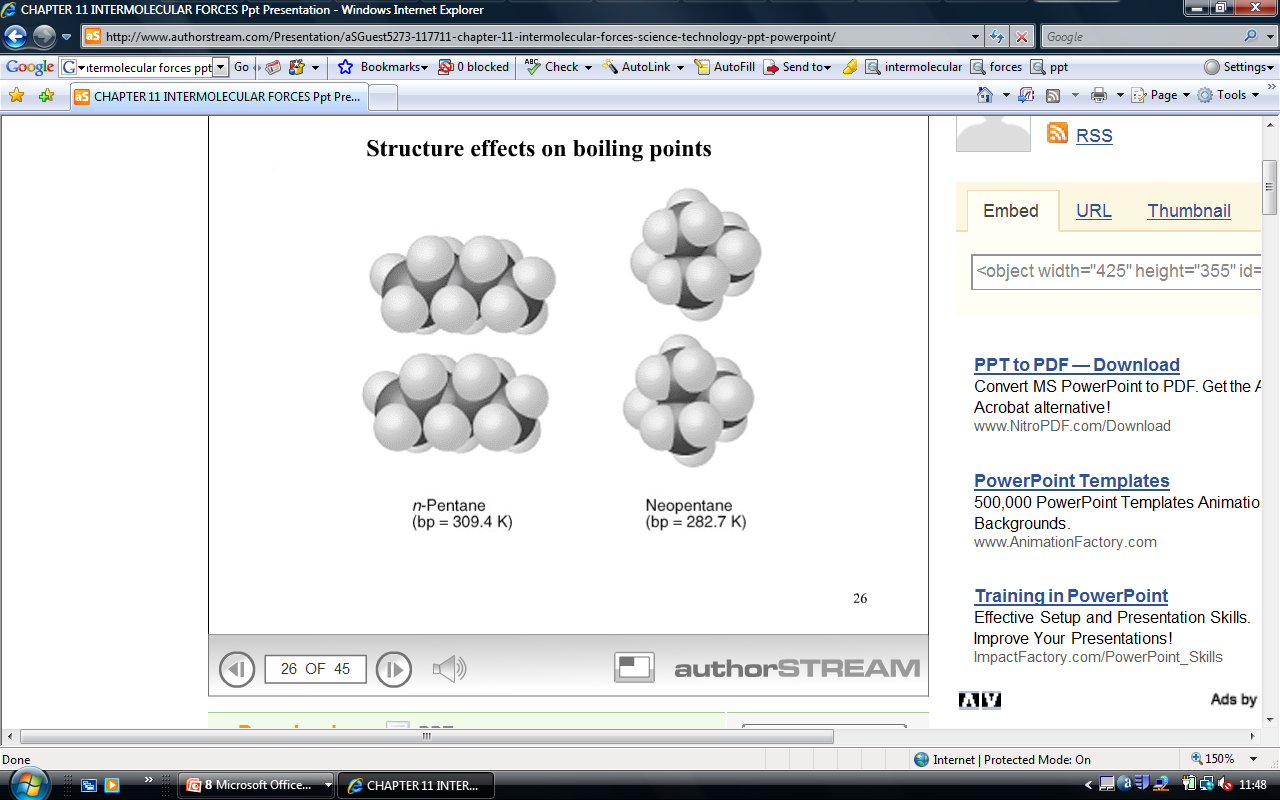 CHAPTER 11 INTERMOLECULAR FORCES Ppt Presentation - Windows Internet Explorer
http://www.authorstream.com/Presentation/aSGuest5273-117711-chapter-11-intermolecular-forces-science-technology-ppt-powerpoint/
Google
Google termolecular forces ppt Go Bookmarks 0 blocked ABC Check AutoLink AutoFill Send to intermolecular forces ppt Settings
aS CHAPTER 11 INTERMOLECULAR FORCES Ppt Pre... Page Tools
Structure effects on boiling points
n-Pentane
(bp = 309.4 K)
Neopentane
(bp = 282.7 K)
26
26 OF 45
authorSTREAM
RSS
Embed URL Thumbnail
<object width="425" height="355" id=
PPT to PDF — Download
Convert MS PowerPoint to PDF. Get the A
Acrobat alternative!
www.NitroPDF.com/Download
PowerPoint Templates
500,000 PowerPoint Templates Animatio
Backgrounds.
www.AnimationFactory.com
Training in PowerPoint
Effective Setup and Presentation Skills.
Improve Your Presentations!
ImpactFactory.com/PowerPoint_Skills
Ads by
Done
Internet | Protected Mode: On
150%
8 Microsoft Office...
CHAPTER 11 INTER...
11:48